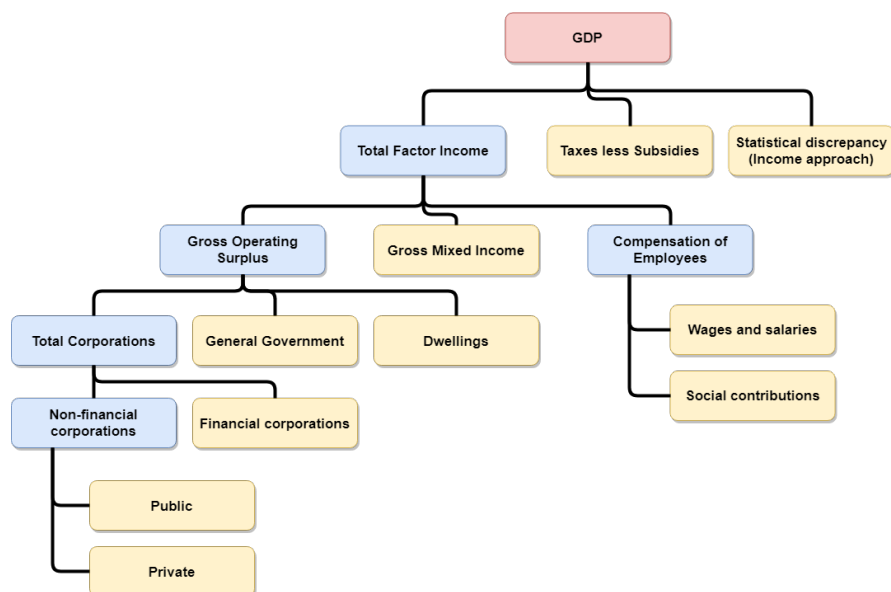 GDP
Total Factor Income
Taxes less Subsidies
Statistical discrepancy
(Income approach)
Gross Operating
Surplus
Gross Mixed Income
Compensation of
Employees
Total Corporations
General Government
Dwellings
Wages and salaries
Social contributions
Non-financial
corporations
Financial corporations
Public
Private